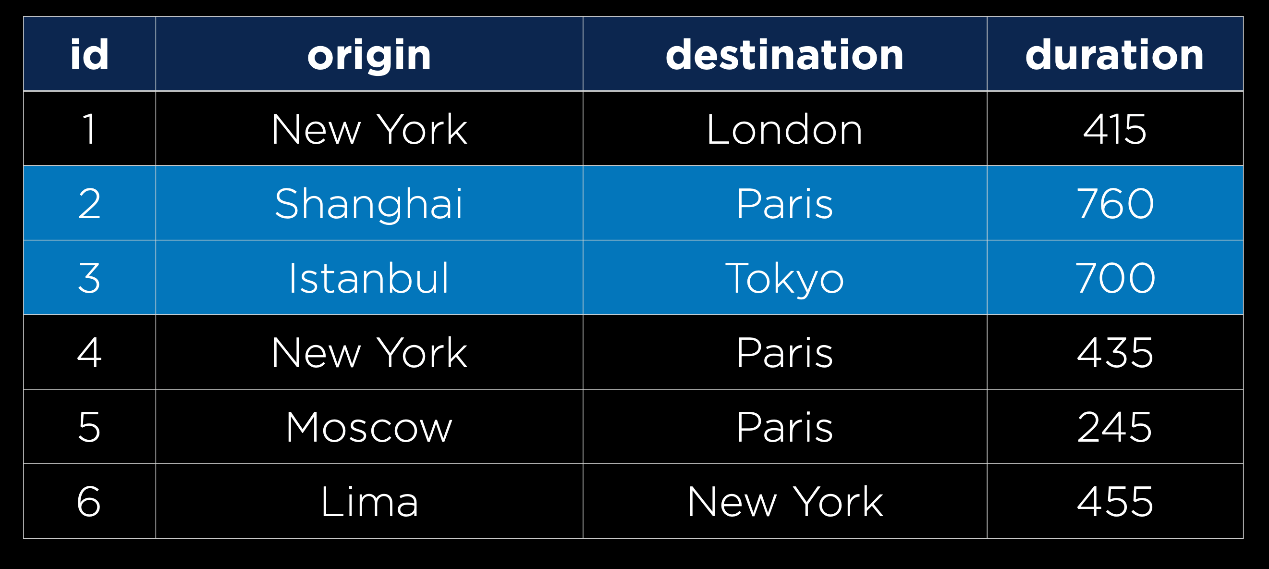 id origin destination duration
1 New York London 415
2 Shanghai Paris 760
3 Istanbul Tokyo 700
4 New York Paris 435
5 Moscow Paris 245
6 Lima New York 455